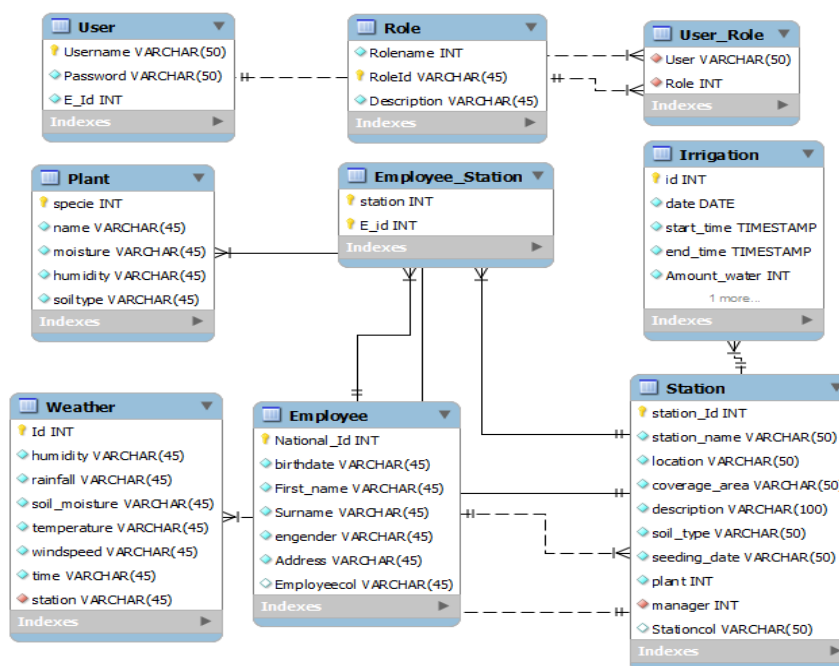 User
Username VARCHAR(50)
Password VARCHAR(50)
E_Id INT
Indexes
Role
Rolename INT
RoleId VARCHAR(45)
Description VARCHAR(45)
Indexes
User_Role
User VARCHAR(50)
Role INT
Indexes
Plant
specie INT
name VARCHAR(45)
moisture VARCHAR(45)
humidity VARCHAR(45)
soiltype VARCHAR(45)
Indexes
Employee_Station
station INT
E_id INT
Indexes
Irrigation
id INT
date DATE
start_time TIMESTAMP
end_time TIMESTAMP
Amount_water INT
1 more...
Indexes
Weather
Id INT
humidity VARCHAR(45)
rainfall VARCHAR(45)
soil_moisture VARCHAR(45)
temperature VARCHAR(45)
windspeed VARCHAR(45)
time VARCHAR(45)
station VARCHAR(45)
Indexes
Employee
National_Id INT
birthdate VARCHAR(45)
First_name VARCHAR(45)
Surname VARCHAR(45)
engender VARCHAR(45)
Address VARCHAR(45)
Employeecol VARCHAR(45)
Indexes
Station
station_Id INT
station_name VARCHAR(50)
location VARCHAR(50)
coverage_area VARCHAR(50)
description VARCHAR(100)
soil_type VARCHAR(50)
seeding_date VARCHAR(50)
plant INT
manager INT
Stationcol VARCHAR(50)
Indexes